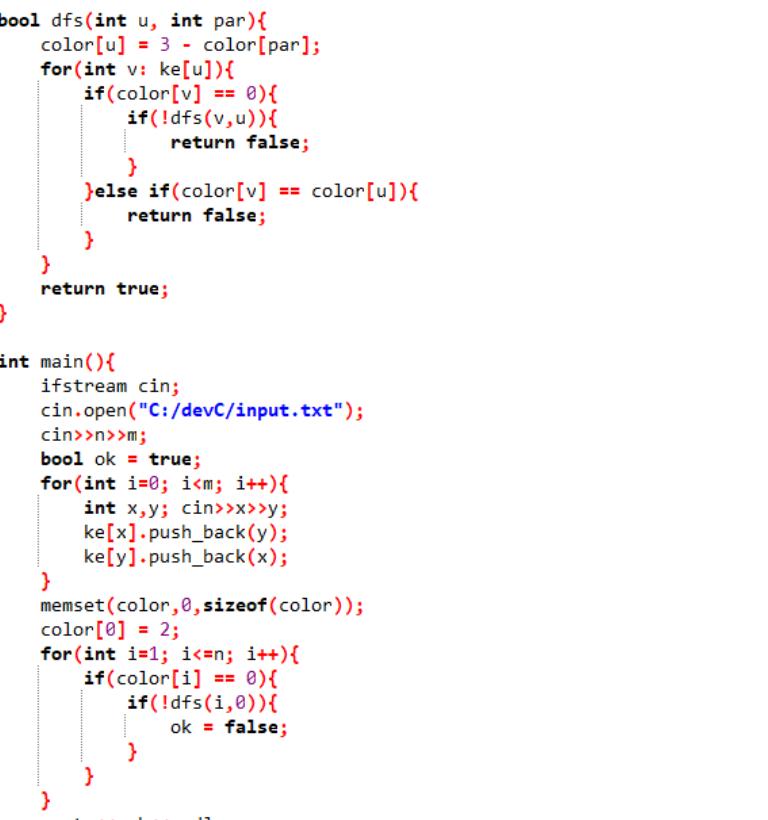 bool dfs(int u, int par){
    color[u] = 3 - color[par];
    for(int v: ke[u]){
        if(color[v] == 0){
            if(!dfs(v,u)){
                return false;
            }
        }else if(color[v] == color[u]){
            return false;
        }
    }
    return true;
}

int main(){
    ifstream cin;
    cin.open("C:/devC/input.txt");
    cin>>n>>m;
    bool ok = true;
    for(int i=0; i<m; i++){
        int x,y; cin>>x>>y;
        ke[x].push_back(y);
        ke[y].push_back(x);
    }
    memset(color,0,sizeof(color));
    color[0] = 2;
    for(int i=1; i<=n; i++){
        if(color[i] == 0){
            if(!dfs(i,0)){
                ok = false;
            }
        }
    }